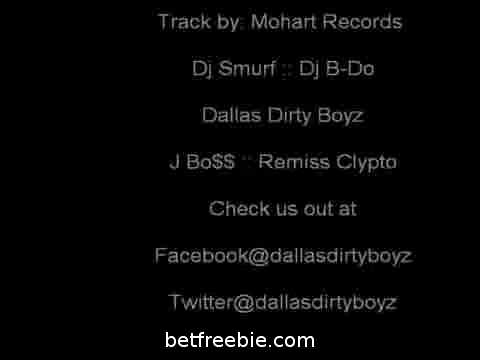 Track by: Mohart Records
Dj Smurf :: Dj B-Do
Dallas Dirty Boyz
J Bo$$ :: Remiss Clypto
Check us out at
Facebook@dallasdirtyboyz
Twitter@dallasdirtyboyz
betfreebie.com